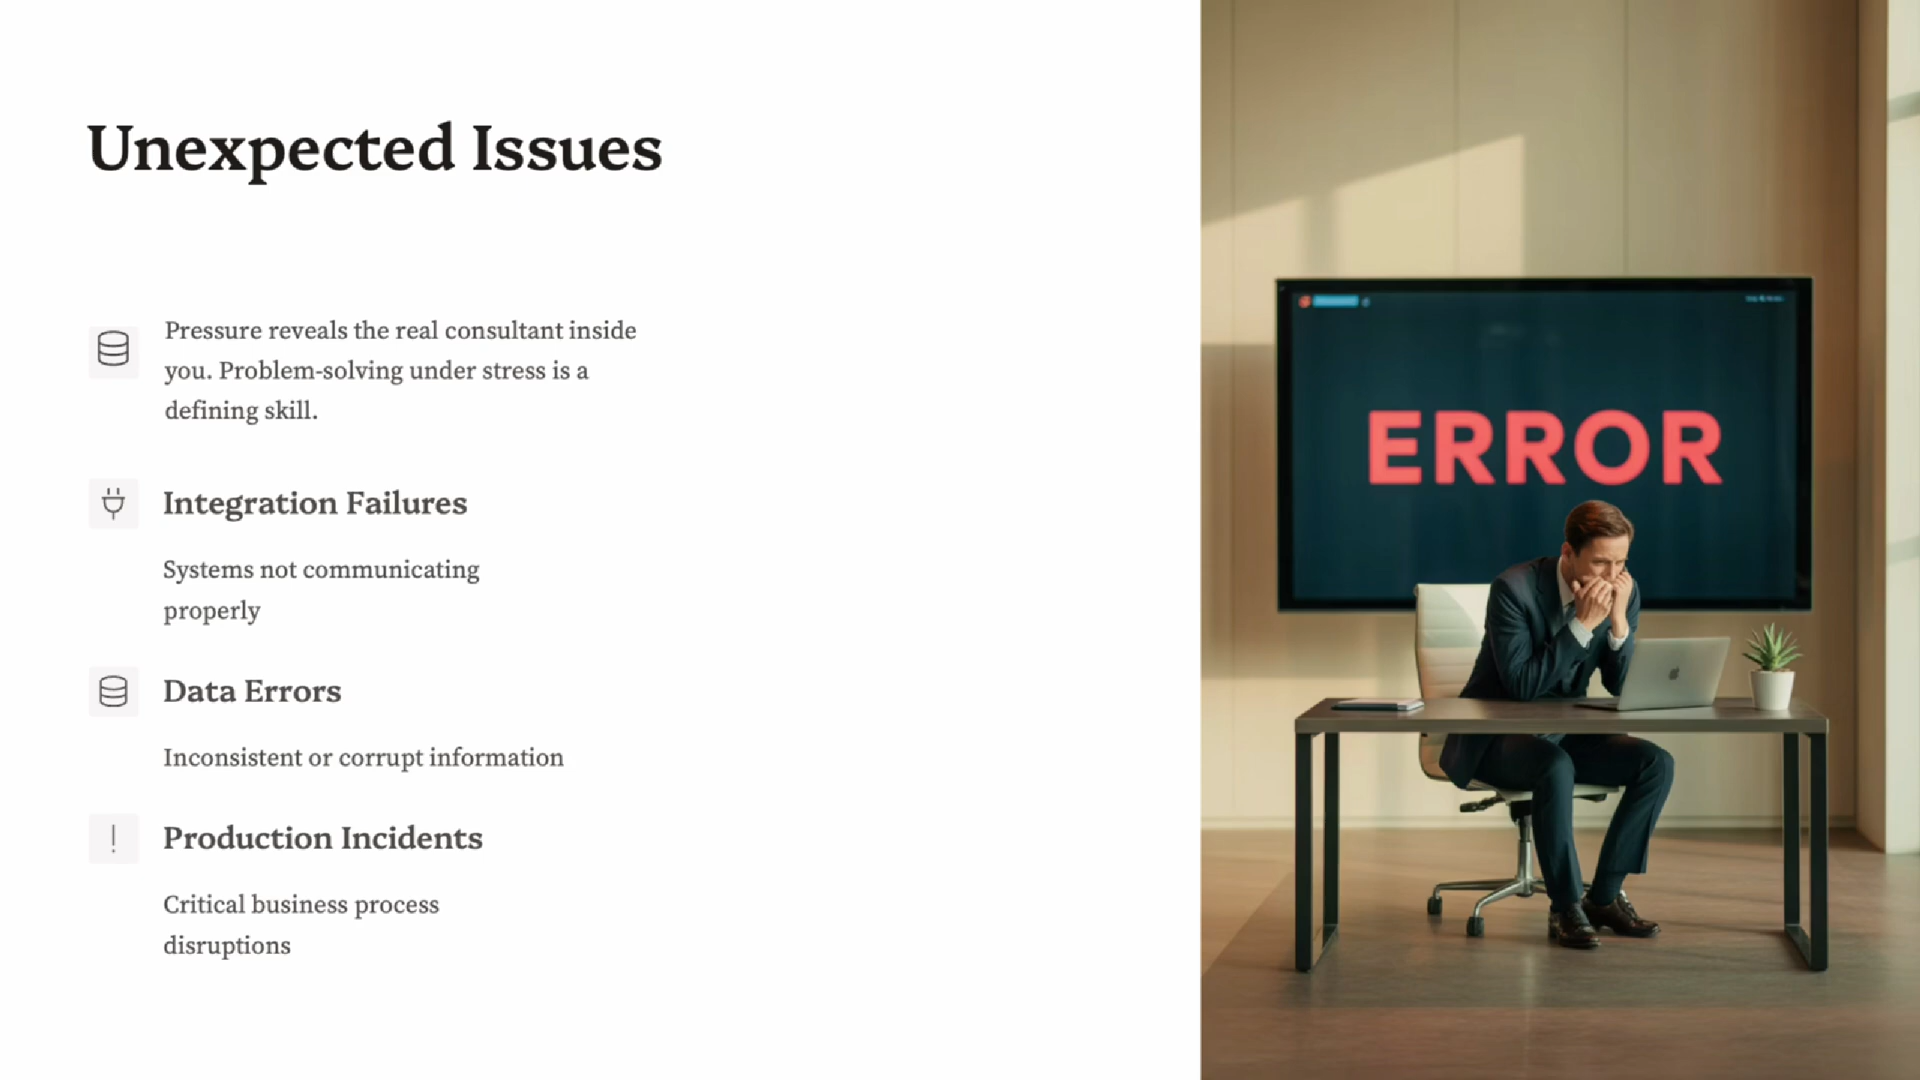 Unexpected Issues
Pressure reveals the real consultant inside
you. Problem-solving under stress is a
defining skill.
Integration Failures
Systems not communicating
properly
Data Errors
Inconsistent or corrupt information
Production Incidents
Critical business process
disruptions
ERROR